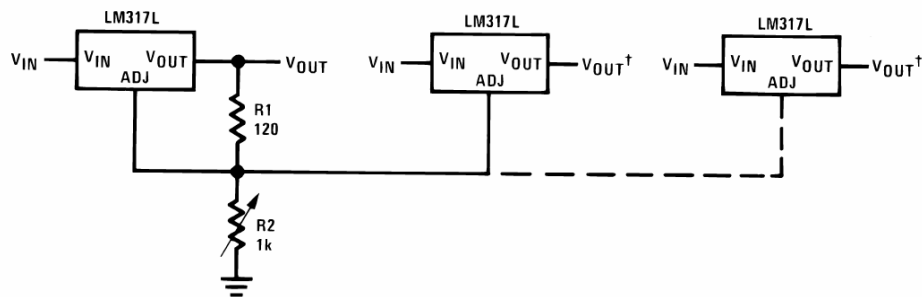 LM317L
LM317L
LM317L
VIN
VIN
VOUT
ADJ
VOUT
VIN
VIN
VOUT
ADJ
VOUT†
VIN
VIN
VOUT
ADJ
VOUT†
R1
120
R2
1k